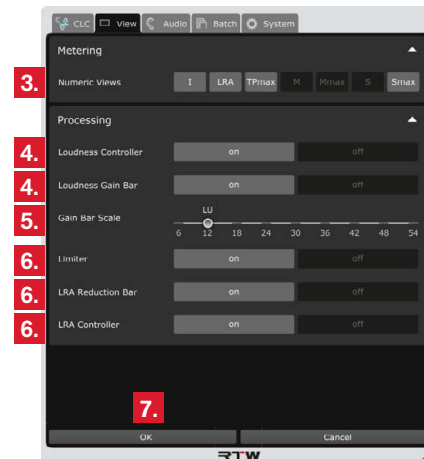 CLC View Audio Batch System
Metering
3. Numeric Views I LRA TPmax M Mmax S Smax
Processing
4. Loudness Controller on off
4. Loudness Gain Bar on off
LU
5. Gain Bar Scale
6 12 18 24 30 36 42 48 54
6. Limiter on off
6. LRA Reduction Bar on off
6. LRA Controller on off
7.
OK Cancel
RTW